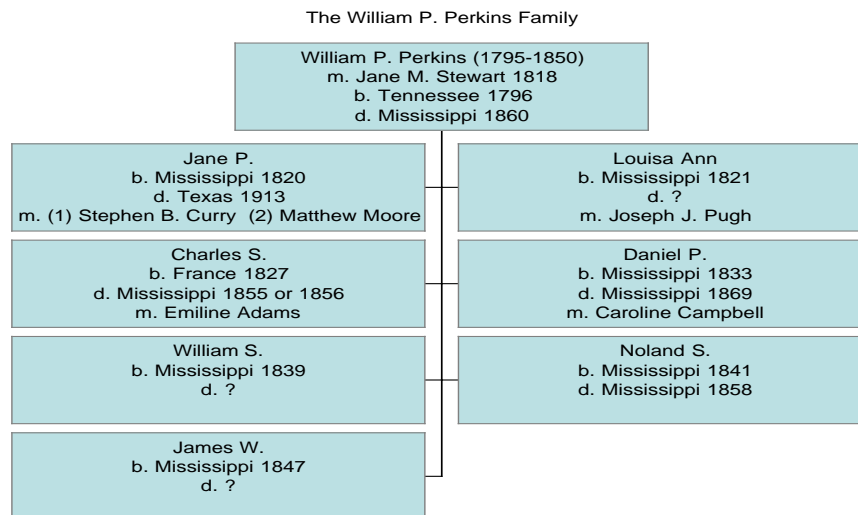 The William P. Perkins Family
William P. Perkins (1795-1850)
m. Jane M. Stewart 1818
b. Tennessee 1796
d. Mississippi 1860
Jane P.
b. Mississippi 1820
d. Texas 1913
m. (1) Stephen B. Curry (2) Matthew Moore
Louisa Ann
b. Mississippi 1821
d. ?
m. Joseph J. Pugh
Charles S.
b. France 1827
d. Mississippi 1855 or 1856
m. Emiline Adams
Daniel P.
b. Mississippi 1833
d. Mississippi 1869
m. Caroline Campbell
William S.
b. Mississippi 1839
d. ?
Noland S.
b. Mississippi 1841
d. Mississippi 1858
James W.
b. Mississippi 1847
d. ?